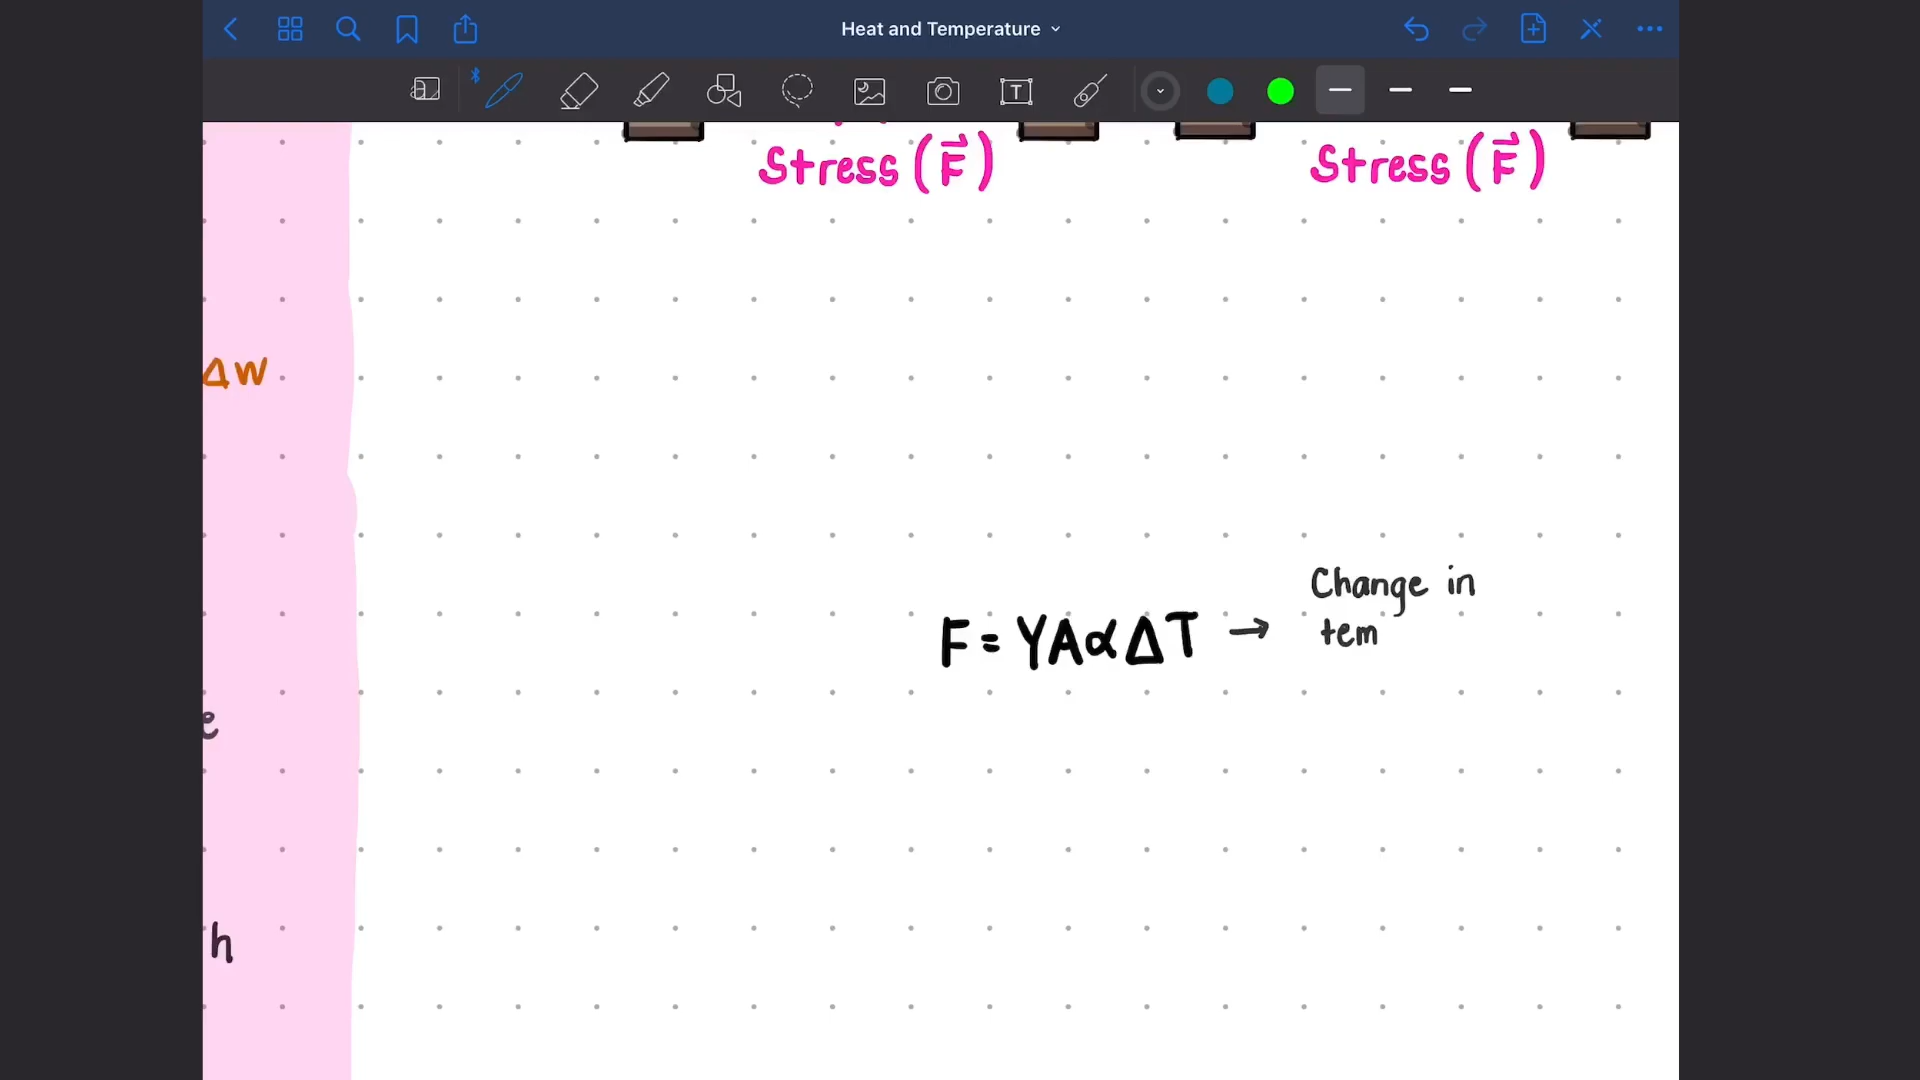 Heat and Temperature
T
Stress (F⃗)
Stress (F⃗)
ΔW
Change in
tem
F = YAαΔT →
e
h